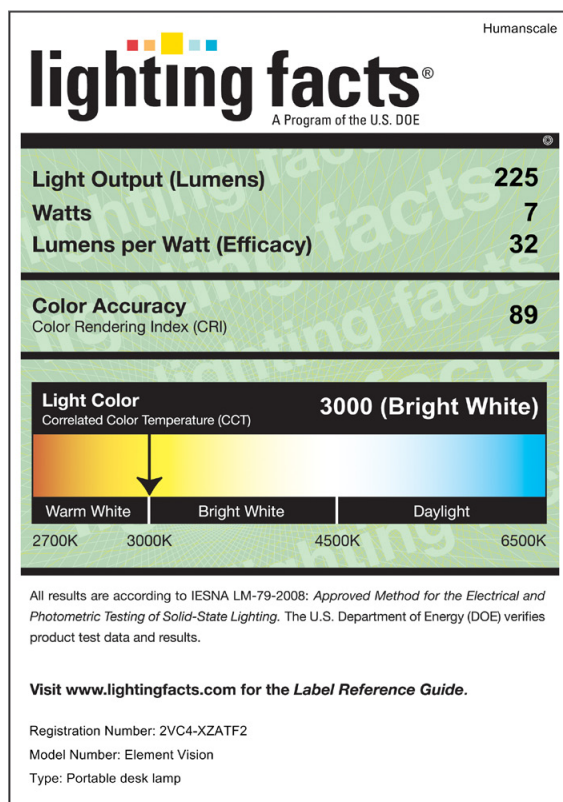 Humanscale
lighting facts®
A Program of the U.S. DOE
Light Output (Lumens) 225
Watts 7
Lumens per Watt (Efficacy) 32
Color Accuracy
Color Rendering Index (CRI) 89
Light Color
Correlated Color Temperature (CCT) 3000 (Bright White)
Warm White Bright White Daylight
2700K 3000K 4500K 6500K
All results are according to IESNA LM-79-2008: Approved Method for the Electrical and
Photometric Testing of Solid-State Lighting. The U.S. Department of Energy (DOE) verifies
product test data and results.
Visit www.lightingfacts.com for the Label Reference Guide.
Registration Number: 2VC4-XZATF2
Model Number: Element Vision
Type: Portable desk lamp